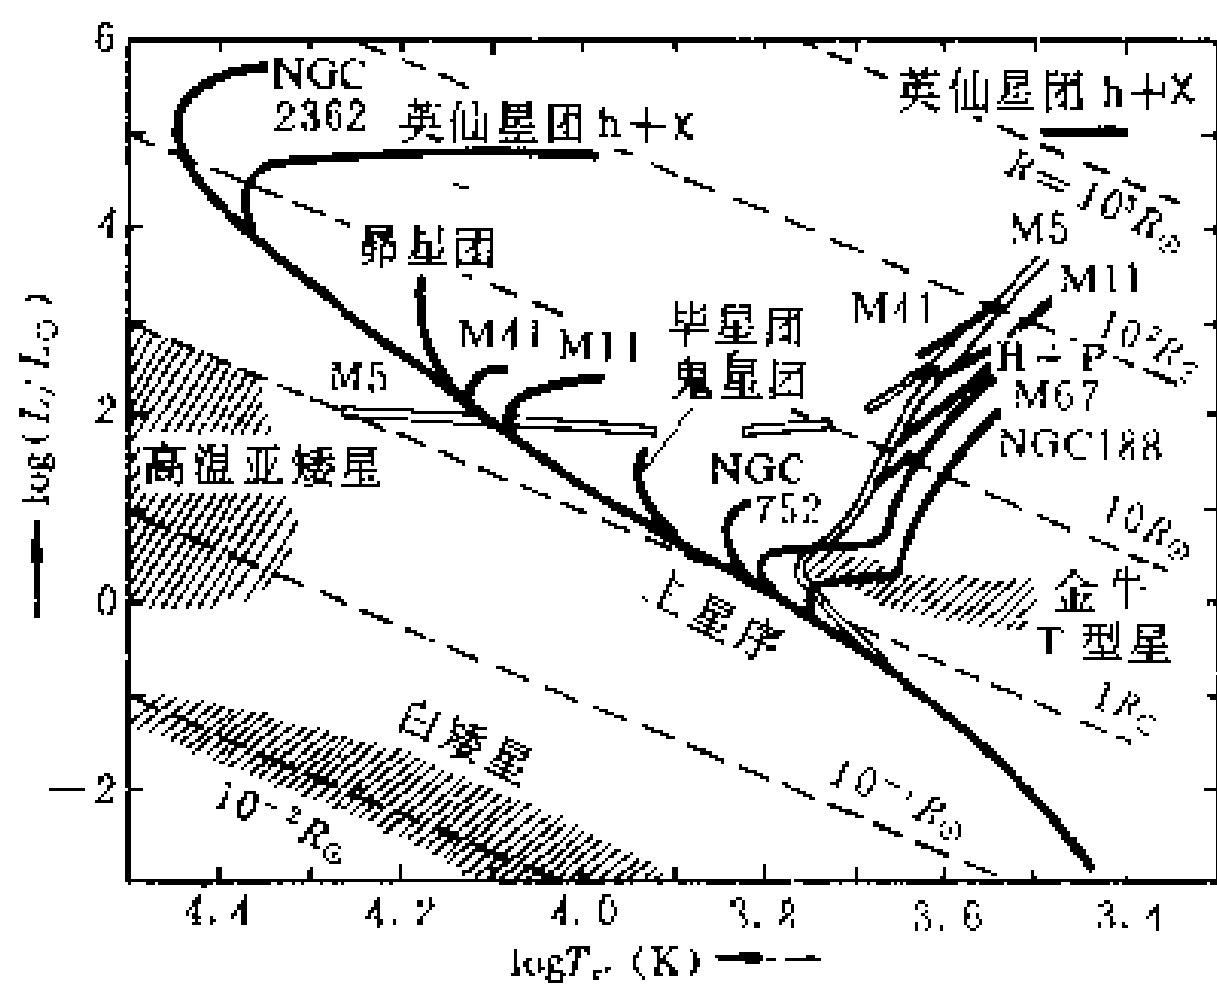 6
4
2
0
－2
log(L/L☉)
NGC
2362
英仙星团 h＋χ
英仙星团 h＋χ
R＝10³R☉
昴星团
M41
M11
M5
毕星团
鬼星团
M5
M11
M41
10²R☉
H－P
M67
NGC188
高温亚矮星
NGC
752
10R☉
金牛
T 型星
上星序
1R☉
白矮星
10⁻²R☉
10⁻¹R☉
4.4
4.2
4.0
3.8
3.6
3.4
(K)